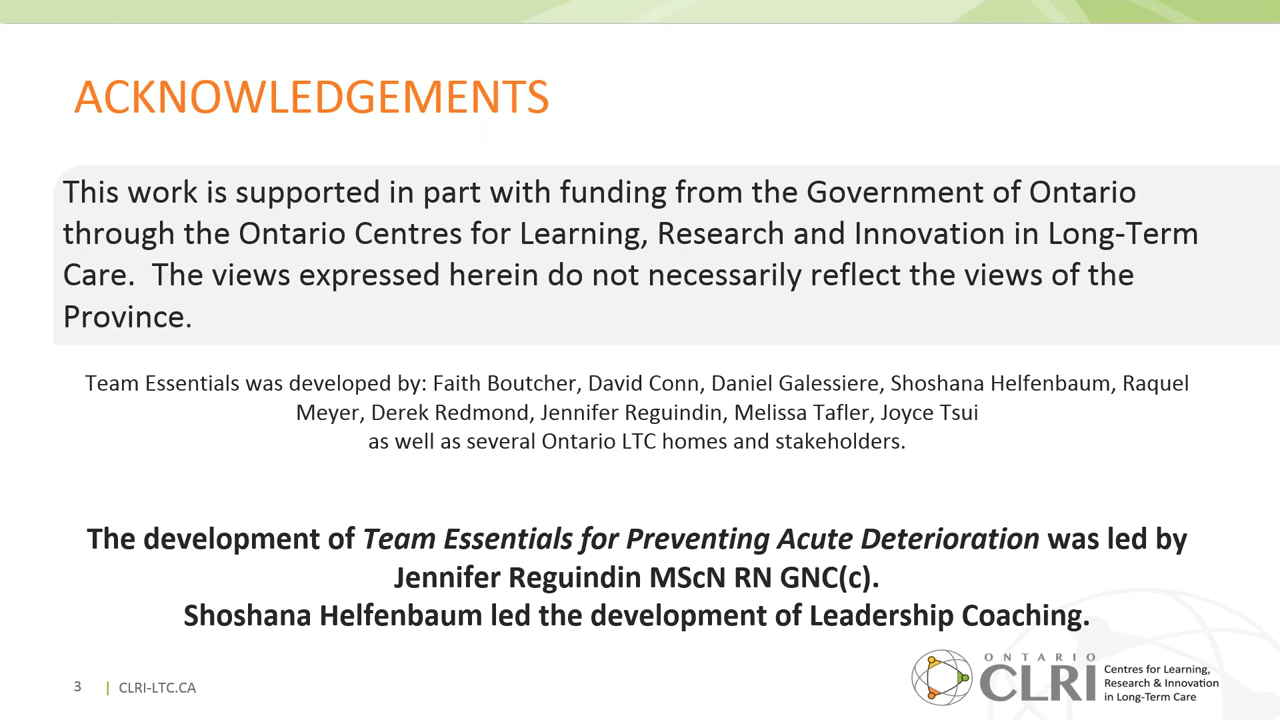 ACKNOWLEDGEMENTS
This work is supported in part with funding from the Government of Ontario
through the Ontario Centres for Learning, Research and Innovation in Long-Term
Care.  The views expressed herein do not necessarily reflect the views of the
Province.
Team Essentials was developed by: Faith Boutcher, David Conn, Daniel Galessiere, Shoshana Helfenbaum, Raquel
Meyer, Derek Redmond, Jennifer Reguindin, Melissa Tafler, Joyce Tsui
as well as several Ontario LTC homes and stakeholders.
The development of Team Essentials for Preventing Acute Deterioration was led by
Jennifer Reguindin MScN RN GNC(c).
Shoshana Helfenbaum led the development of Leadership Coaching.
3 | CLRI-LTC.CA
ONTARIO
CLRI
Centres for Learning,
Research & Innovation
in Long-Term Care